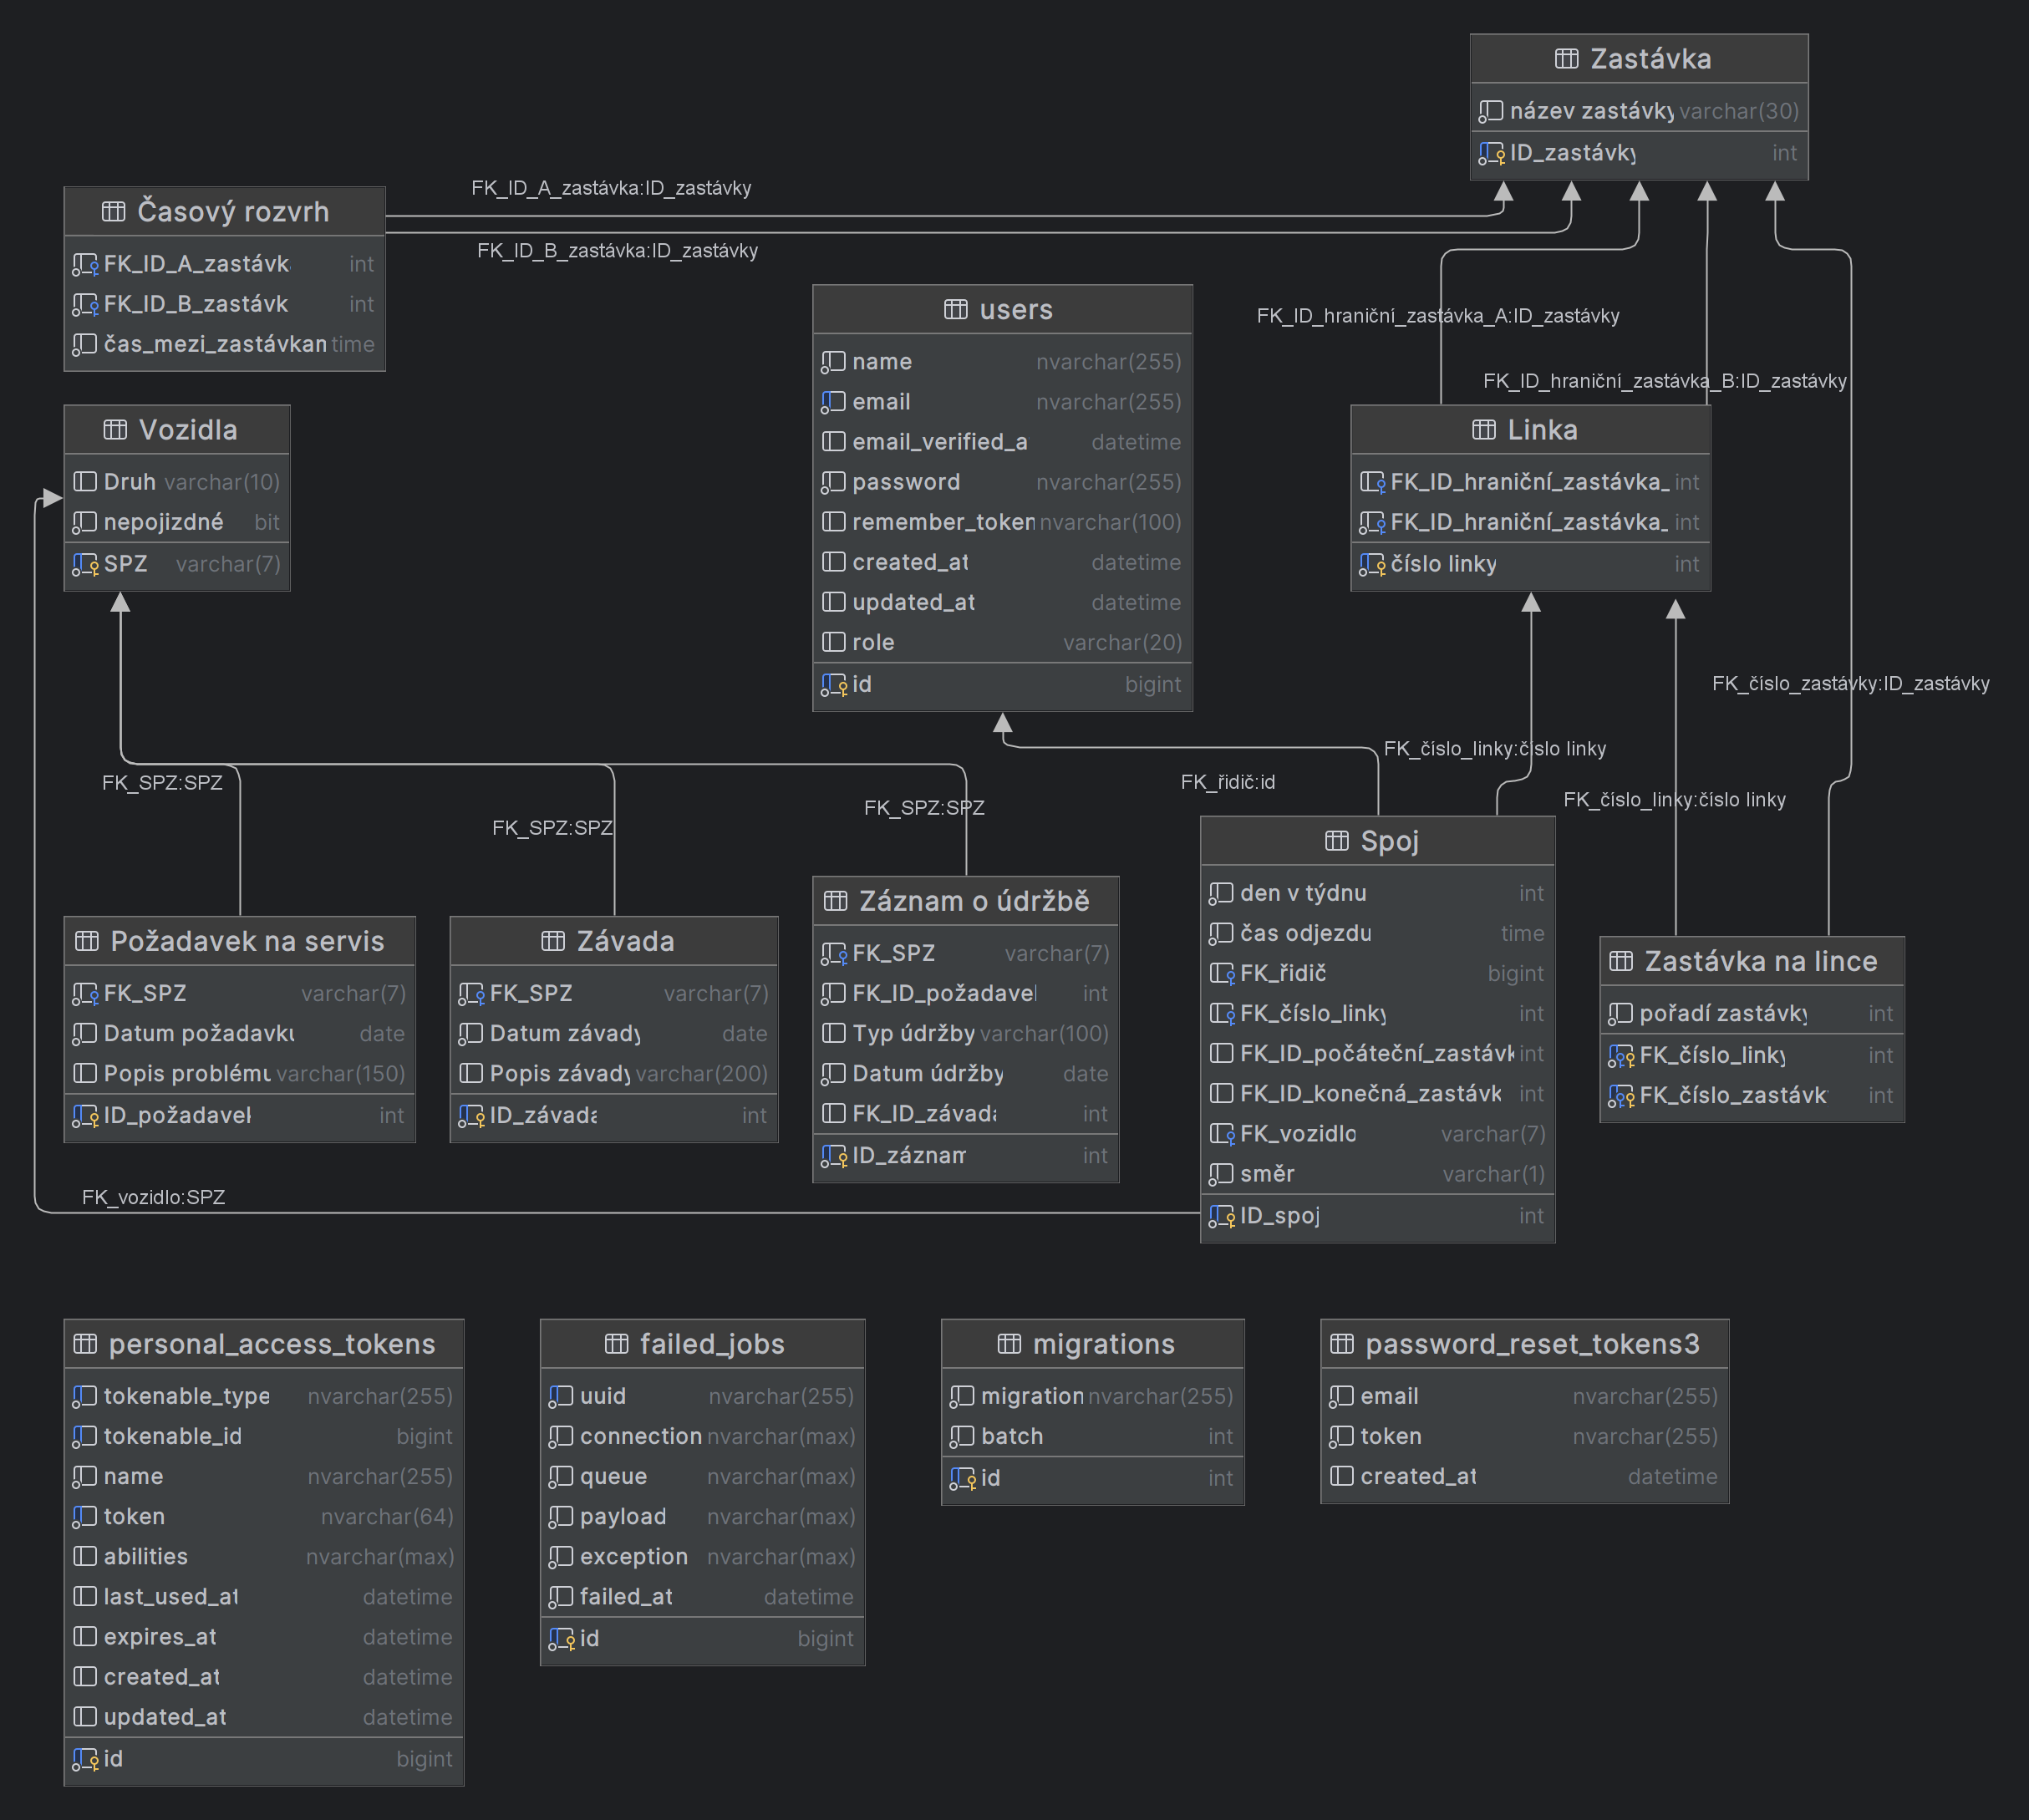 Zastávka
název zastávky varchar(30)
ID_zastávky int
FK_ID_A_zastávka:ID_zastávky
FK_ID_B_zastávka:ID_zastávky
Časový rozvrh
FK_ID_A_zastávk int
FK_ID_B_zastávk int
čas_mezi_zastávkan time
users
name nvarchar(255)
email nvarchar(255)
email_verified_a datetime
password nvarchar(255)
remember_token nvarchar(100)
created_at datetime
updated_at datetime
role varchar(20)
id bigint
FK_ID_hraniční_zastávka_A:ID_zastávky
FK_ID_hraniční_zastávka_B:ID_zastávky
Vozidla
Druh varchar(10)
nepojizdné bit
SPZ varchar(7)
Linka
FK_ID_hraniční_zastávka_ int
FK_ID_hraniční_zastávka_ int
číslo linky int
FK_číslo_zastávky:ID_zastávky
FK_číslo_linky:číslo linky
FK_řidič:id
FK_číslo_linky:číslo linky
FK_SPZ:SPZ
FK_SPZ:SPZ
FK_SPZ:SPZ
Požadavek na servis
FK_SPZ varchar(7)
Datum požadavku date
Popis problému varchar(150)
ID_požadavek int
Závada
FK_SPZ varchar(7)
Datum závady date
Popis závady varchar(200)
ID_závada int
Záznam o údržbě
FK_SPZ varchar(7)
FK_ID_požadavel int
Typ údržby varchar(100)
Datum údržby date
FK_ID_závada int
ID_záznam int
Spoj
den v týdnu int
čas odjezdu time
FK_řidič bigint
FK_číslo_linky int
FK_ID_počáteční_zastávk int
FK_ID_konečná_zastávk int
FK_vozidlo varchar(7)
směr varchar(1)
ID_spoj int
Zastávka na lince
pořadí zastávky int
FK_číslo_linky int
FK_číslo_zastávk int
FK_vozidlo:SPZ
personal_access_tokens
tokenable_type nvarchar(255)
tokenable_id bigint
name nvarchar(255)
token nvarchar(64)
abilities nvarchar(max)
last_used_at datetime
expires_at datetime
created_at datetime
updated_at datetime
id bigint
failed_jobs
uuid nvarchar(255)
connection nvarchar(max)
queue nvarchar(max)
payload nvarchar(max)
exception nvarchar(max)
failed_at datetime
id bigint
migrations
migration nvarchar(255)
batch int
id int
password_reset_tokens3
email nvarchar(255)
token nvarchar(255)
created_at datetime